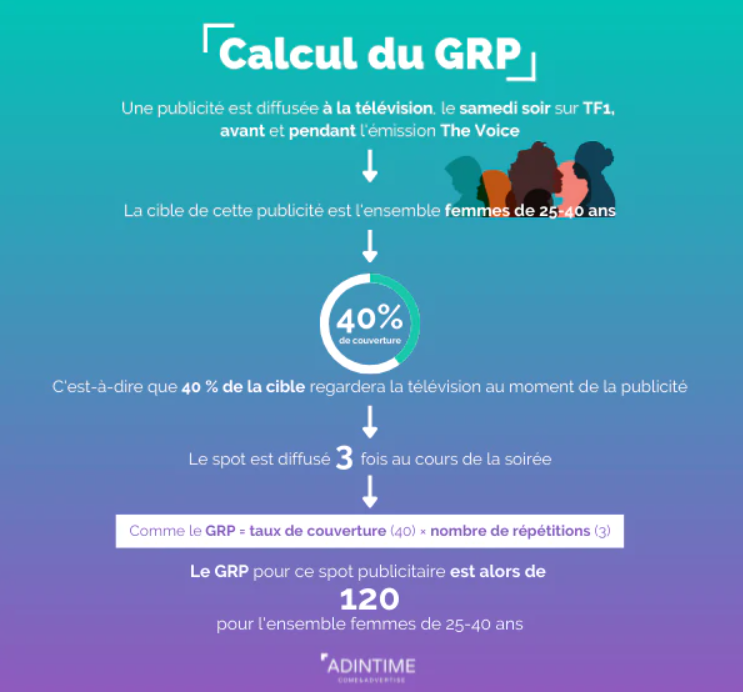 Calcul du GRP
Une publicité est diffusée à la télévision, le samedi soir sur TF1,
avant et pendant l'émission The Voice
La cible de cette publicité est l'ensemble femmes de 25-40 ans
40%
de couverture
C'est-à-dire que 40 % de la cible regardera la télévision au moment de la publicité
Le spot est diffusé 3 fois au cours de la soirée
Comme le GRP = taux de couverture (40) × nombre de répétitions (3)
Le GRP pour ce spot publicitaire est alors de
120
pour l'ensemble femmes de 25-40 ans
ADINTIME
COME&ADVERTISE